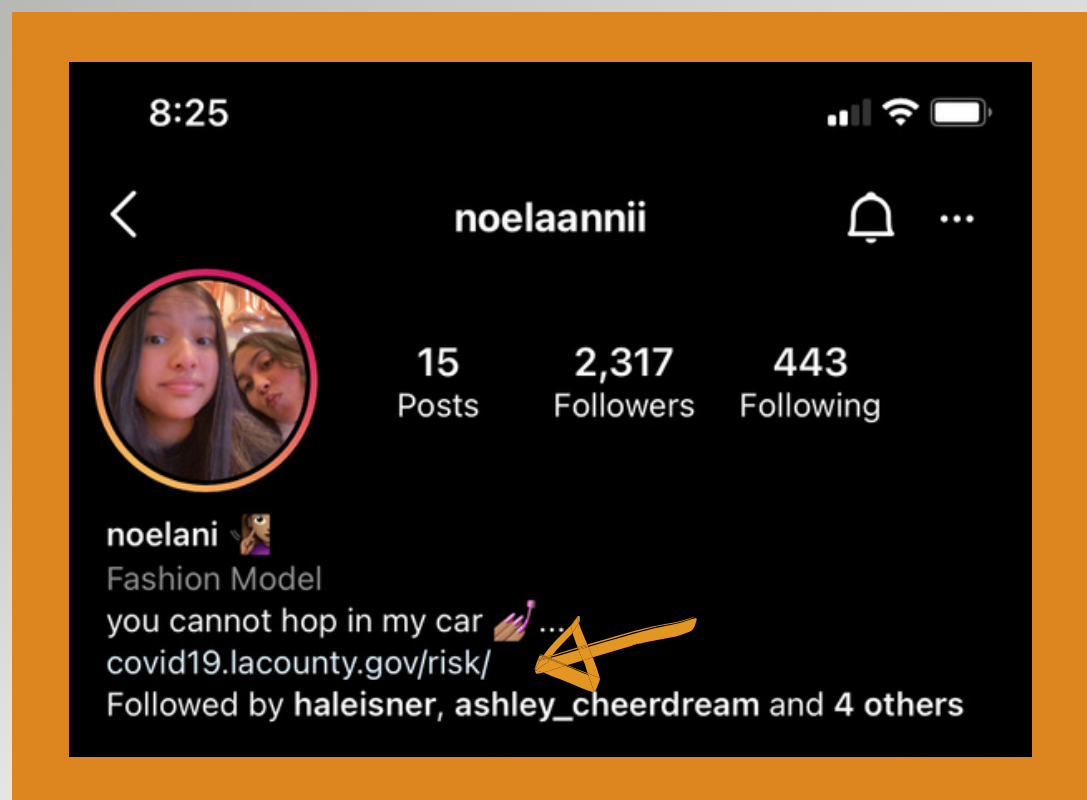 8:25
noelaannii
15 2,317 443
Posts Followers Following
noelani
Fashion Model
you cannot hop in my car 💅🏽...
covid19.lacounty.gov/risk/
Followed by haleisner, ashley_cheerdream and 4 others